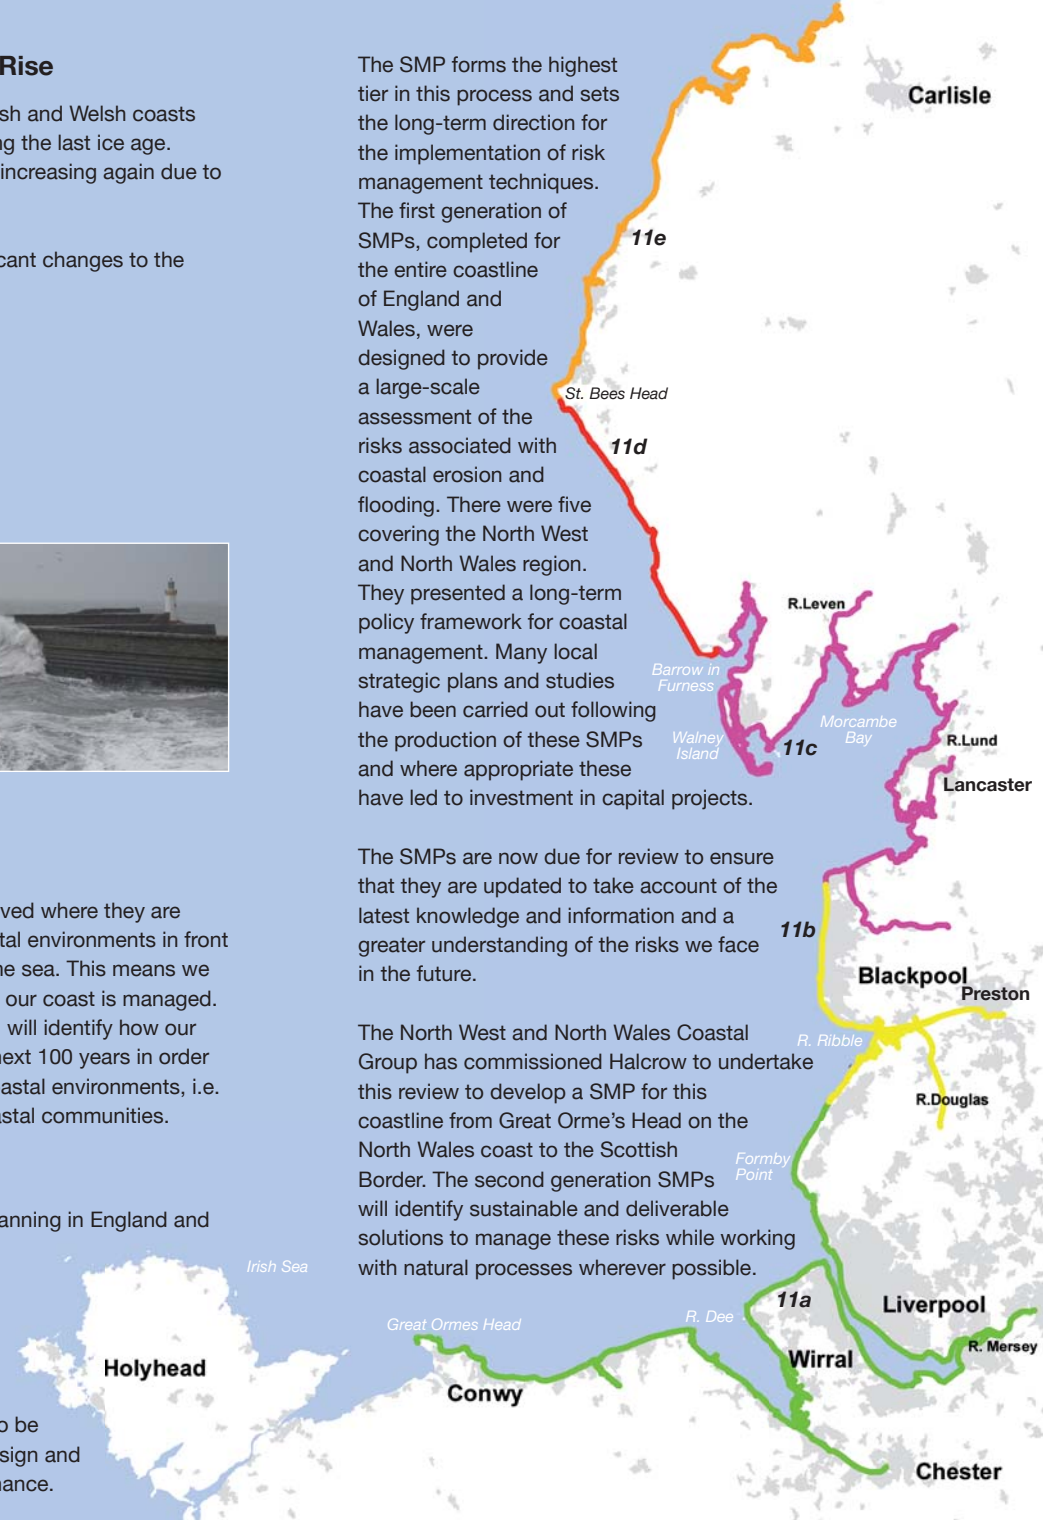 Rise
sh and Welsh coasts
ng the last ice age.
increasing again due to
cant changes to the
ved where they are
tal environments in front
he sea. This means we
our coast is managed.
will identify how our
next 100 years in order
oastal environments, i.e.
astal communities.
anning in England and
o be
sign and
nance.
The SMP forms the highest
tier in this process and sets
the long-term direction for
the implementation of risk
management techniques.
The first generation of
SMPs, completed for
the entire coastline
of England and
Wales, were
designed to provide
a large-scale
assessment of the
risks associated with
coastal erosion and
flooding. There were five
covering the North West
and North Wales region.
They presented a long-term
policy framework for coastal
management. Many local
strategic plans and studies
have been carried out following
the production of these SMPs
and where appropriate these
have led to investment in capital projects.
The SMPs are now due for review to ensure
that they are updated to take account of the
latest knowledge and information and a
greater understanding of the risks we face
in the future.
The North West and North Wales Coastal
Group has commissioned Halcrow to undertake
this review to develop a SMP for this
coastline from Great Orme's Head on the
North Wales coast to the Scottish
Border. The second generation SMPs
will identify sustainable and deliverable
solutions to manage these risks while working
with natural processes wherever possible.
Carlisle
11e
St. Bees Head
11d
R.Leven
Barrow in
Furness
Walney
Island
11c
Morcambe
Bay
R.Lund
Lancaster
11b
Blackpool
Preston
R. Ribble
R.Douglas
Formby
Point
Irish Sea
11a
Liverpool
R. Dee
Great Ormes Head
R. Mersey
Wirral
Holyhead
Conwy
Chester